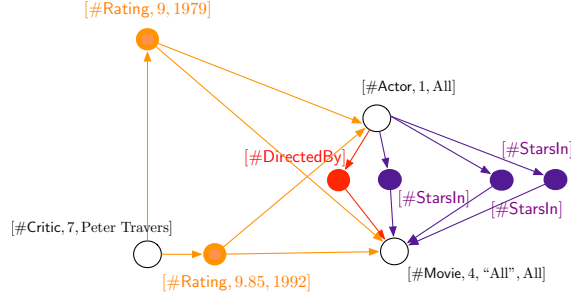 [#Rating, 9, 1979]
[#Actor, 1, All]
[#StarsIn]
[#DirectedBy]
[#StarsIn]
[#StarsIn]
[#Critic, 7, Peter Travers]
[#Movie, 4, “All”, All]
[#Rating, 9.85, 1992]